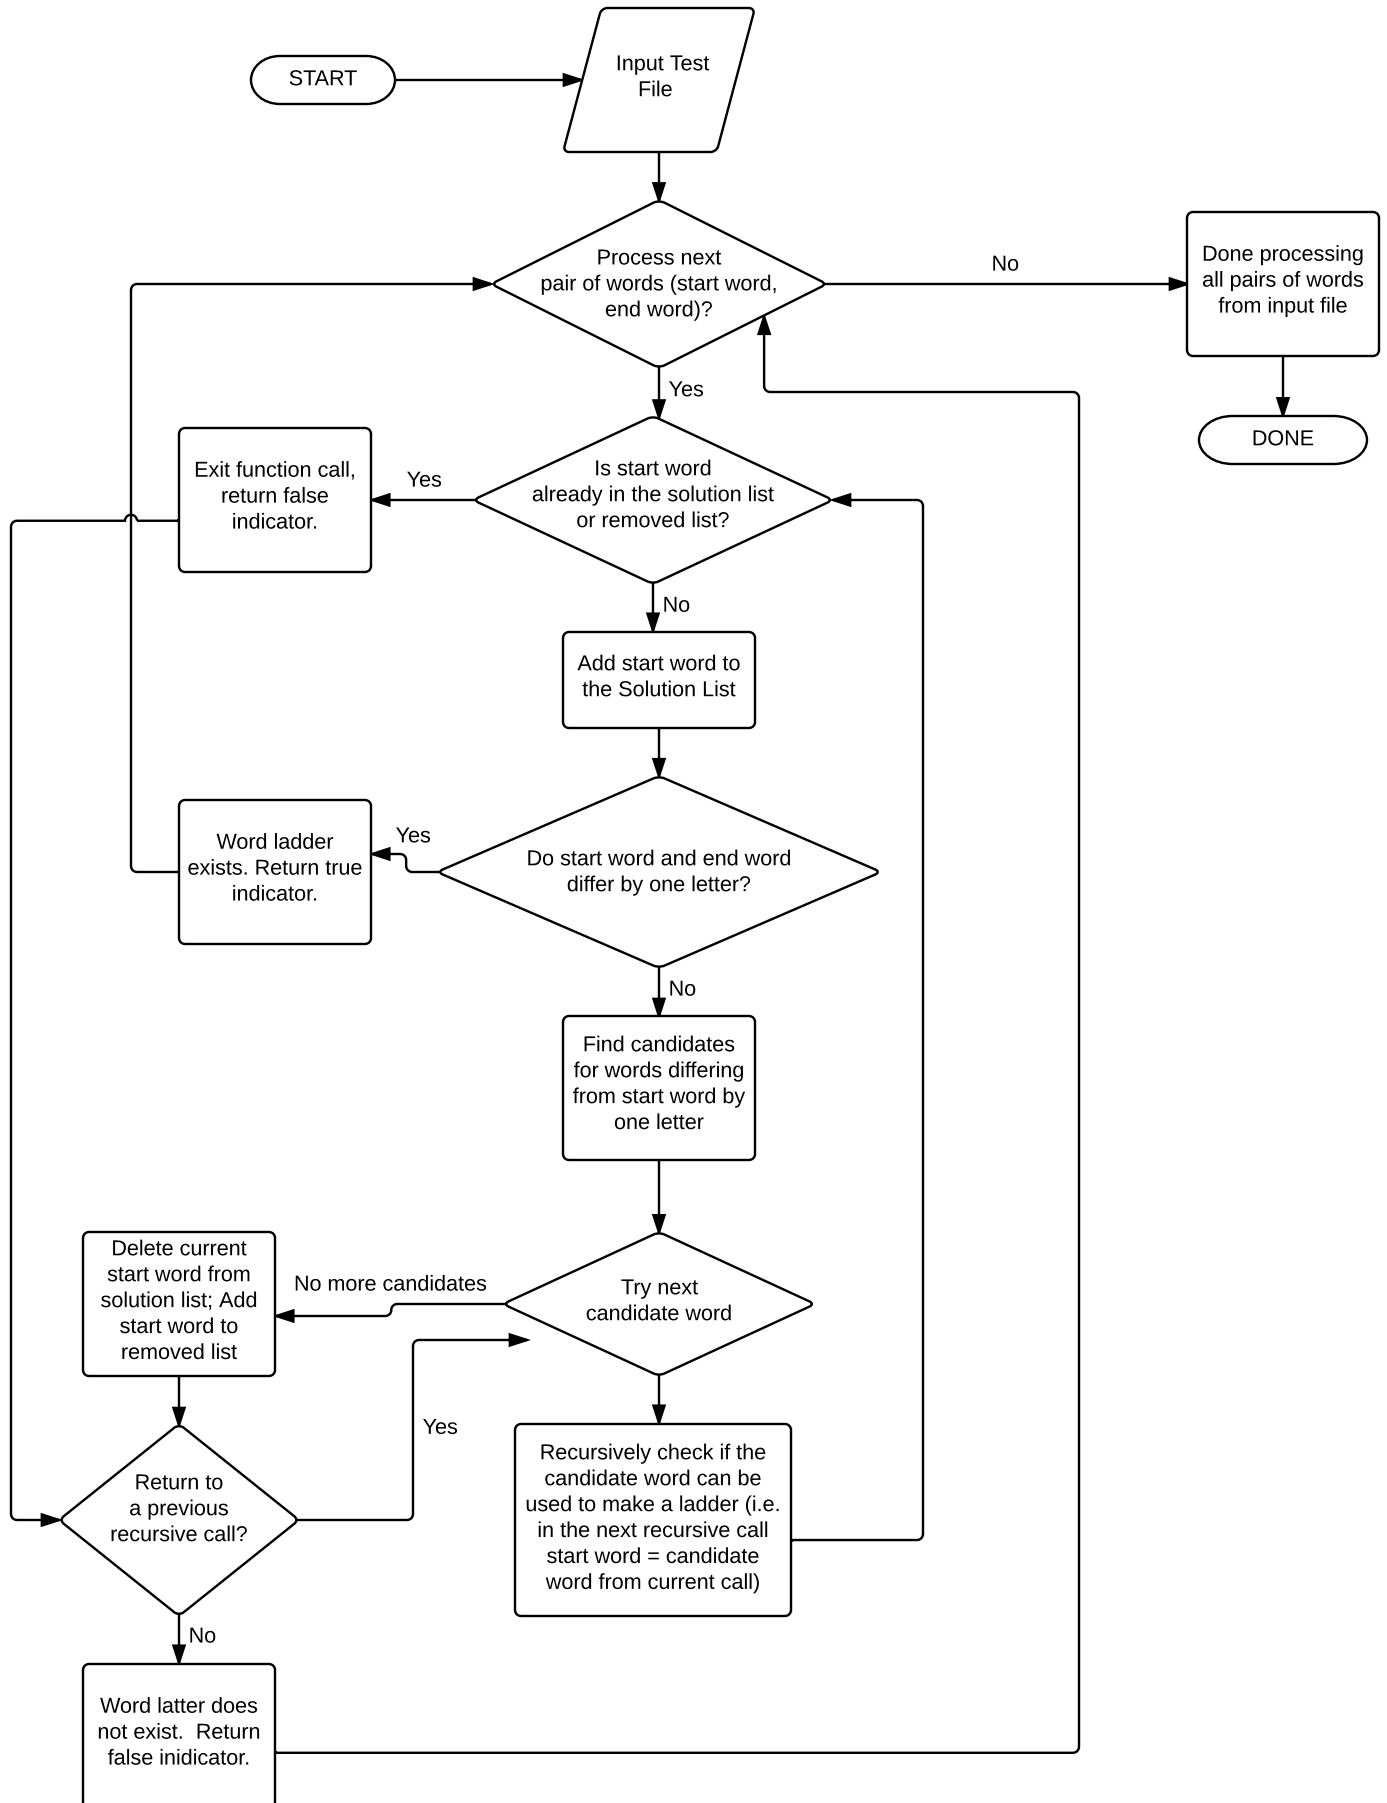 START
Input Test
File
Process next
pair of words (start word,
end word)?
No
Done processing
all pairs of words
from input file
DONE
Yes
Is start word
already in the solution list
or removed list?
Yes
Exit function call,
return false
indicator.
No
Add start word to
the Solution List
Do start word and end word
differ by one letter?
Yes
Word ladder
exists. Return true
indicator.
No
Find candidates
for words differing
from start word by
one letter
Try next
candidate word
No more candidates
Delete current
start word from
solution list; Add
start word to
removed list
Yes
Return to
a previous
recursive call?
Recursively check if the
candidate word can be
used to make a ladder (i.e.
in the next recursive call
start word = candidate
word from current call)
No
Word latter does
not exist.  Return
false inidicator.